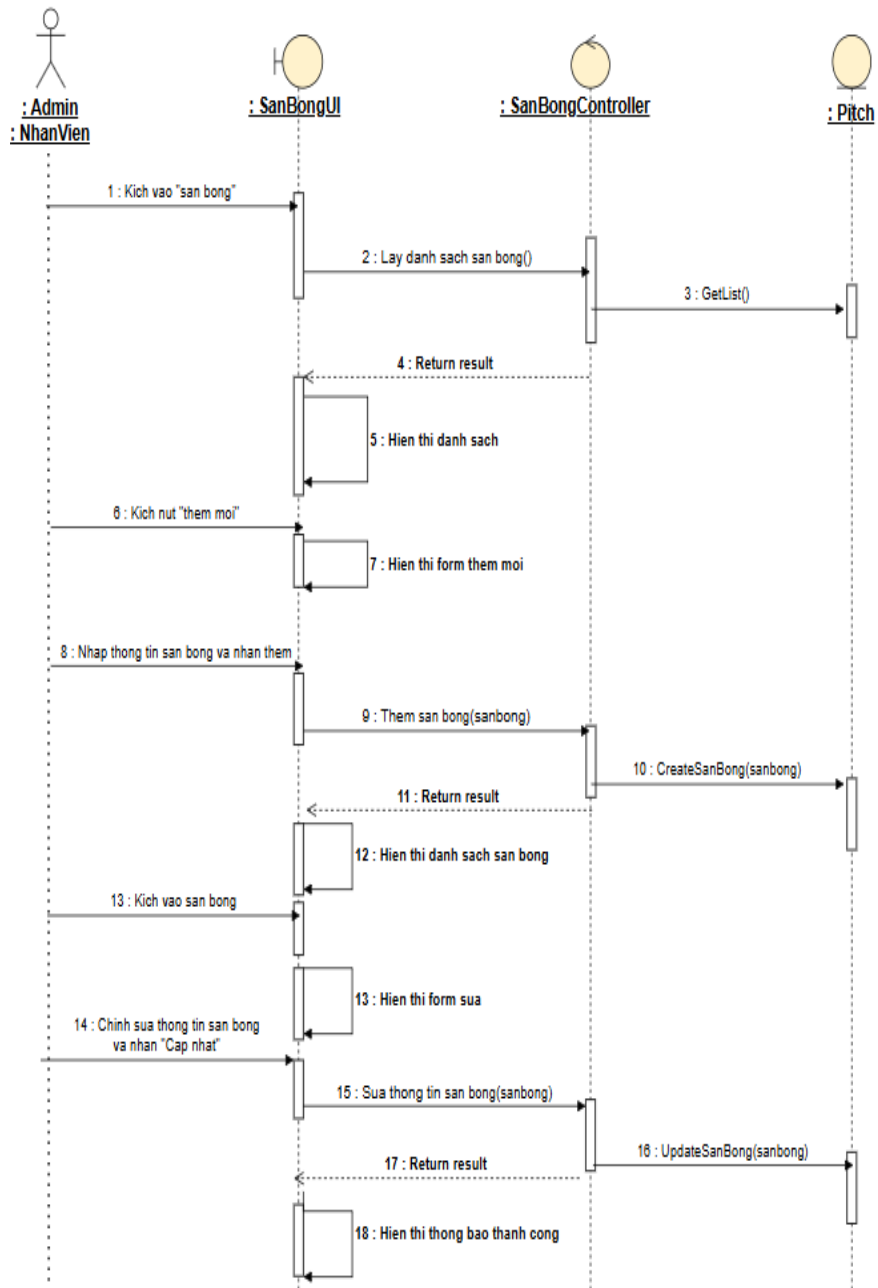 : Admin
: NhanVien
: SanBongUI
: SanBongController
: Pitch
1 : Kich vao "san bong"
2 : Lay danh sach san bong()
3 : GetList()
4 : Return result
5 : Hien thi danh sach
6 : Kich nut "them moi"
7 : Hien thi form them moi
8 : Nhap thong tin san bong va nhan them
9 : Them san bong(sanbong)
10 : CreateSanBong(sanbong)
11 : Return result
12 : Hien thi danh sach san bong
13 : Kich vao san bong
13 : Hien thi form sua
14 : Chinh sua thong tin san bong
va nhan "Cap nhat"
15 : Sua thong tin san bong(sanbong)
16 : UpdateSanBong(sanbong)
17 : Return result
18 : Hien thi thong bao thanh cong